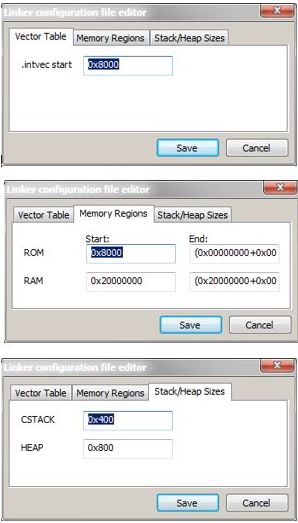 Linker configuration file editor
Vector Table Memory Regions Stack/Heap Sizes
.intvec start 0x8000
Save Cancel
Linker configuration file editor
Vector Table Memory Regions Stack/Heap Sizes
Start: End:
ROM 0x8000 (0x00000000+0x00
RAM 0x20000000 (0x20000000+0x00
Save Cancel
Linker configuration file editor
Vector Table Memory Regions Stack/Heap Sizes
CSTACK 0x400
HEAP 0x800
Save Cancel